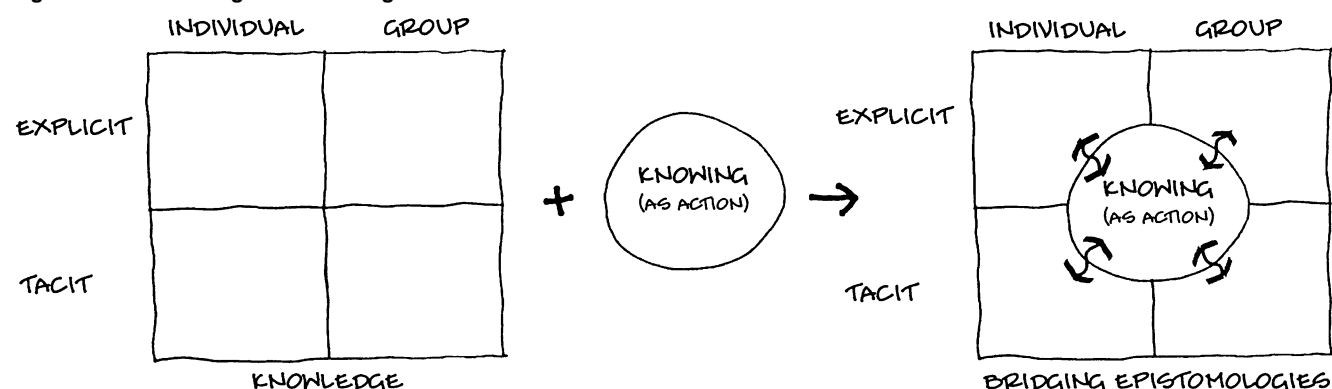 INDIVIDUAL GROUP
EXPLICIT
TACIT
KNOWLEDGE
+
KNOWING
(AS ACTION)
INDIVIDUAL GROUP
EXPLICIT
KNOWING
(AS ACTION)
TACIT
BRIDGING EPISTOMOLOGIES